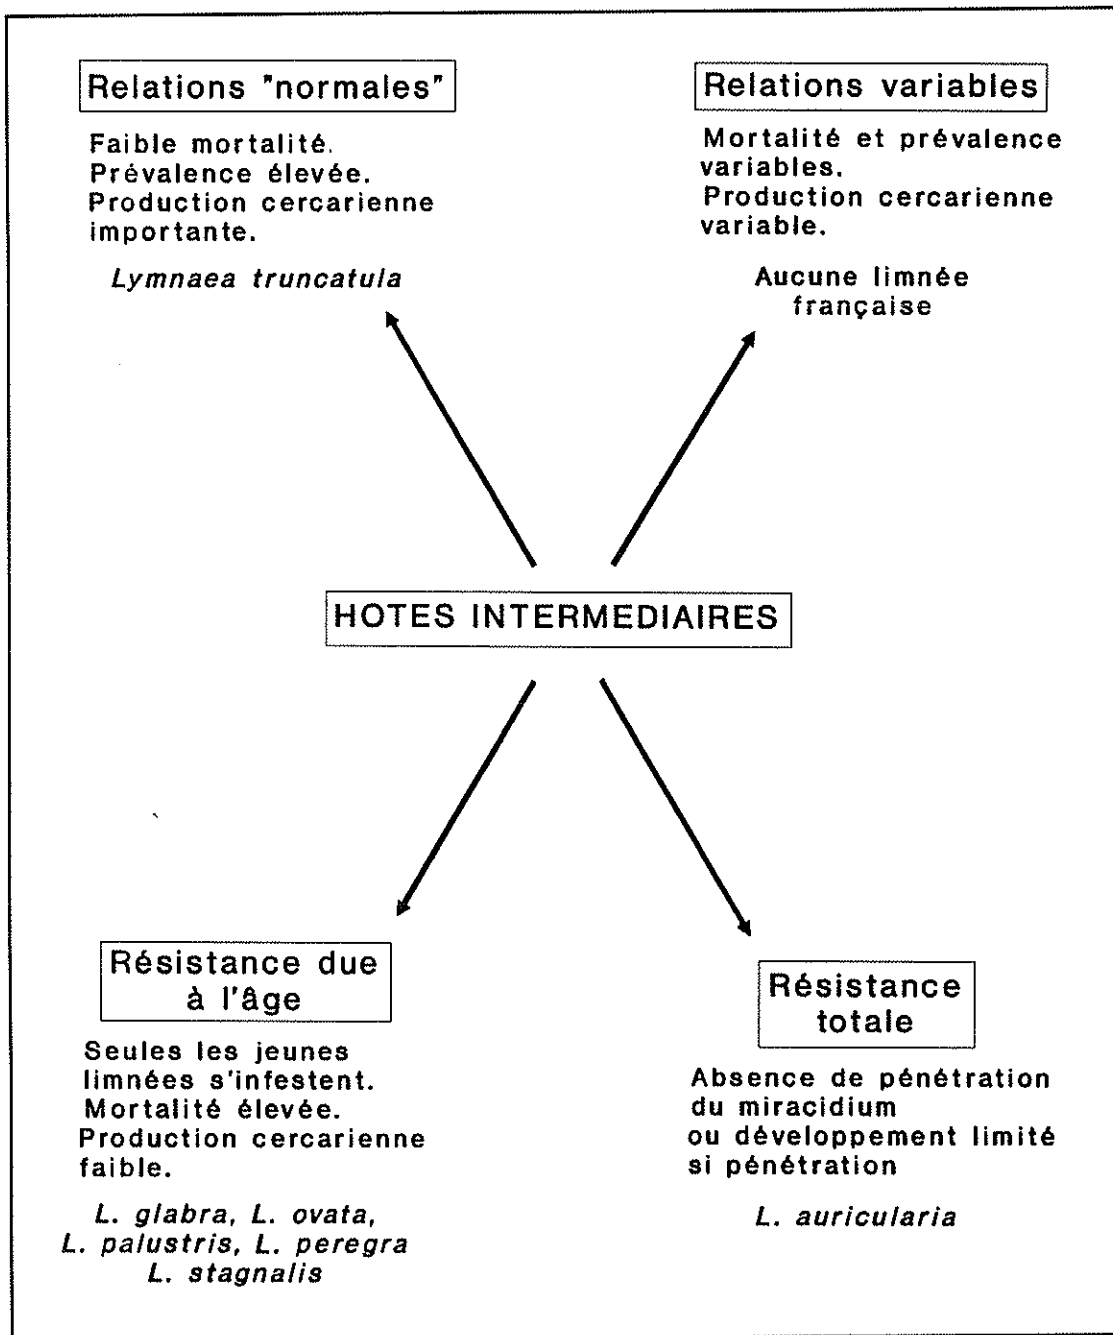 Relations "normales"
Faible mortalité.
Prévalence élevée.
Production cercarienne
importante.
Lymnaea truncatula
Relations variables
Mortalité et prévalence
variables.
Production cercarienne
variable.
Aucune limnée
française
HOTES INTERMEDIAIRES
Résistance due
à l'âge
Seules les jeunes
limnées s'infestent.
Mortalité élevée.
Production cercarienne
faible.
L. glabra, L. ovata,
L. palustris, L. peregra
L. stagnalis
Résistance
totale
Absence de pénétration
du miracidium
ou développement limité
si pénétration
L. auricularia